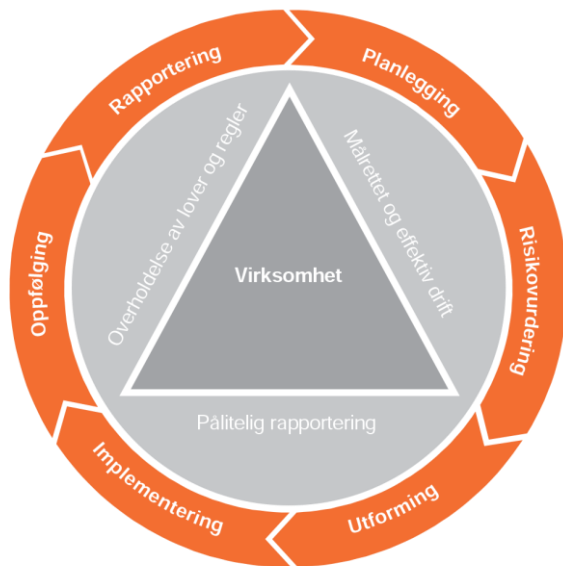 Rapportering
Planlegging
Risikovurdering
Utforming
Implementering
Oppfølging
Overholdelse av lover og regler
Målrettet og effektiv drift
Virksomhet
Pålitelig rapportering